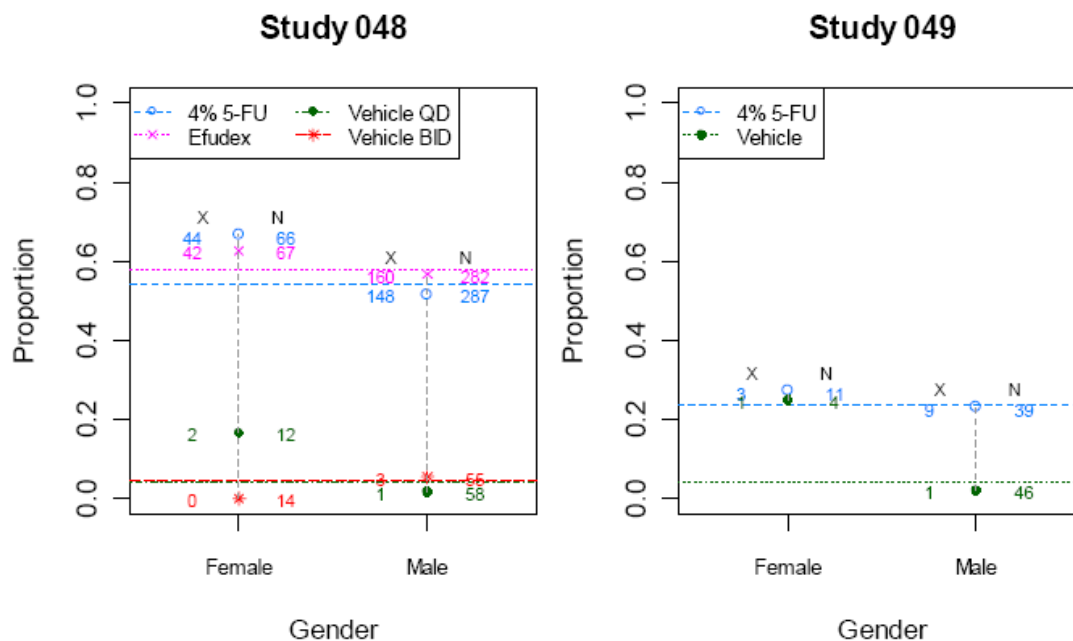 Study 048
Proportion
1.0
0.8
0.6
0.4
0.2
0.0
4% 5-FU Vehicle QD
Efudex Vehicle BID
X N
44 66
42 67
X N
160 282
148 287
2 12
3 55
0 14
1 58
Female Male
Gender
Study 049
Proportion
1.0
0.8
0.6
0.4
0.2
0.0
4% 5-FU
Vehicle
X N
3 11
1 4
X N
9 39
1 46
Female Male
Gender